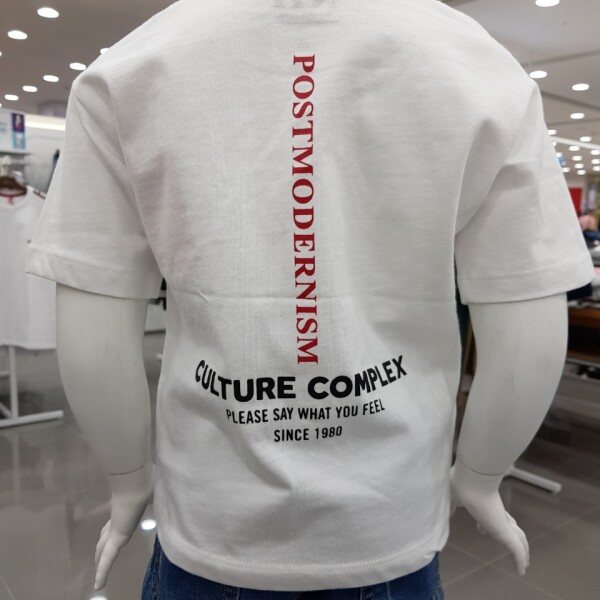 POSTMODERNISM
CULTURE COMPLEX
PLEASE SAY WHAT YOU FEEL
SINCE 1980